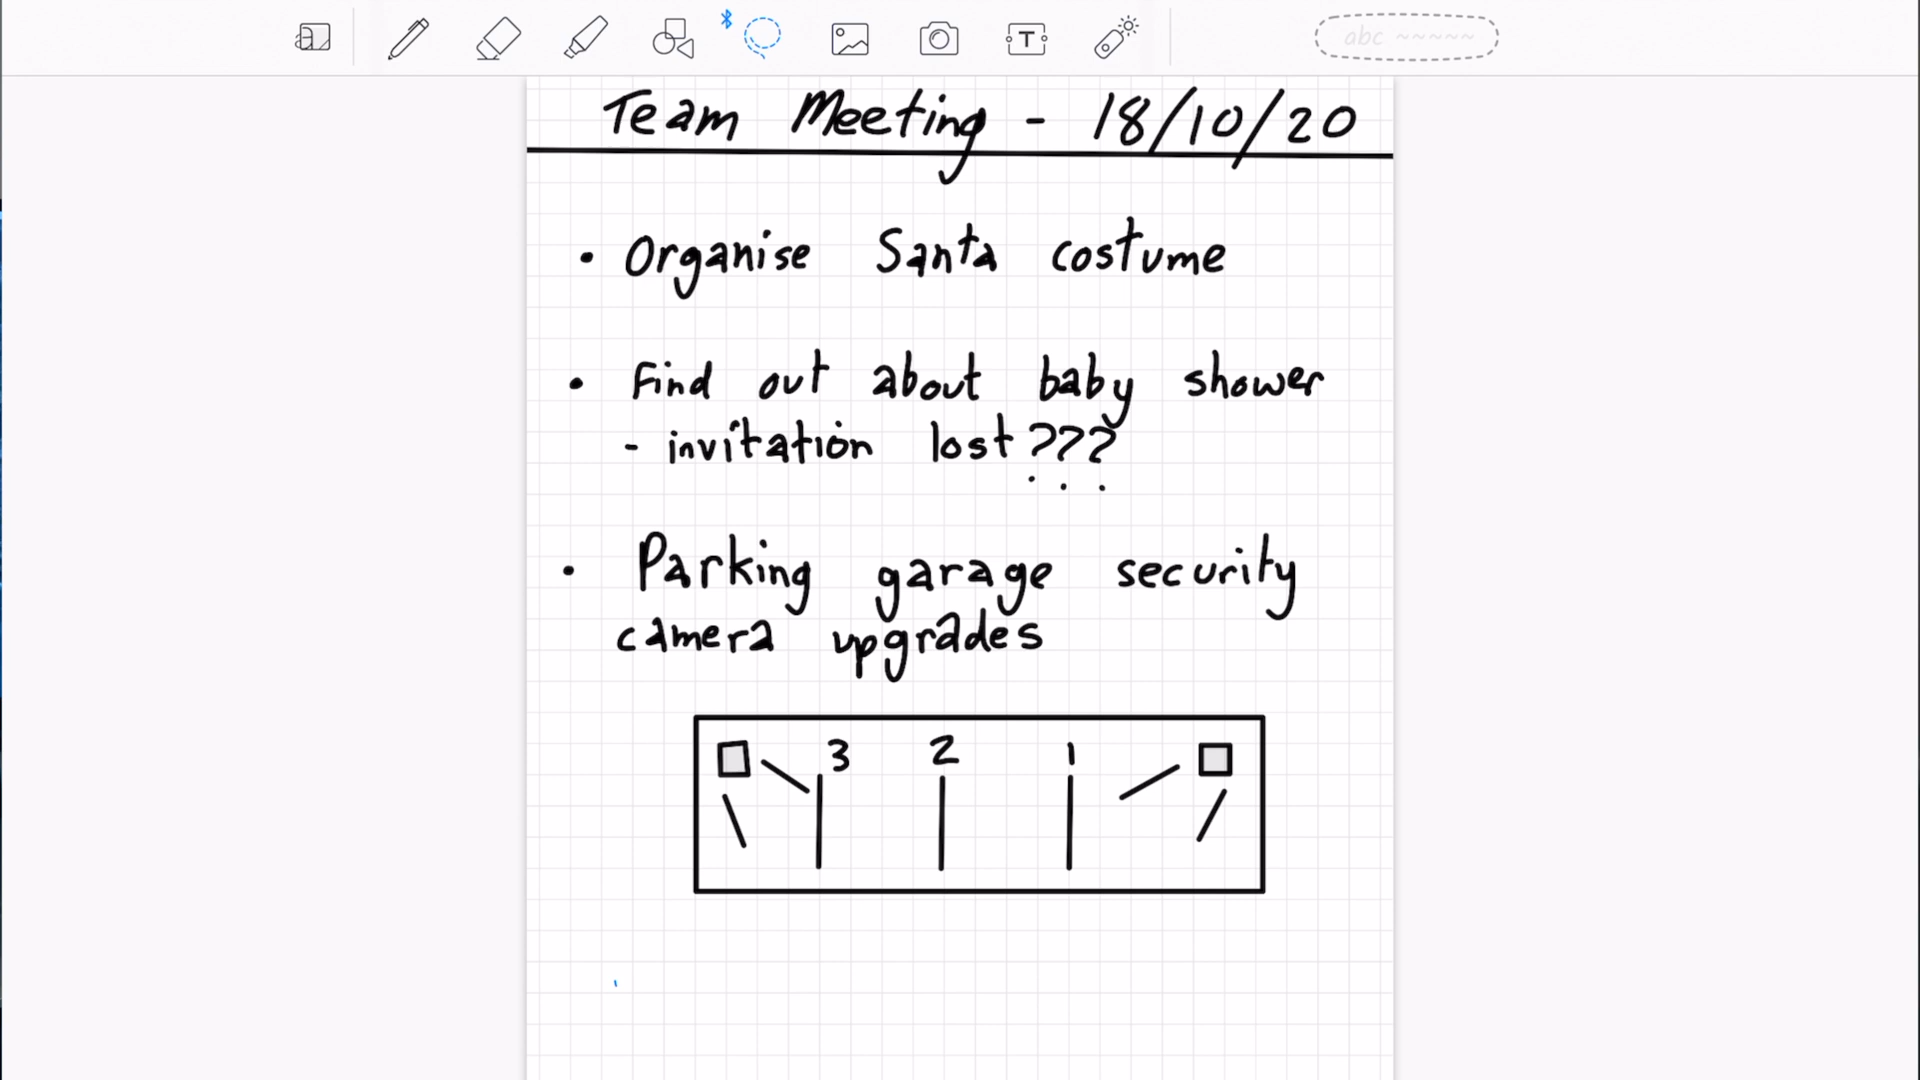 abc
Team Meeting - 18/10/20
• Organise Santa costume
• Find out about baby shower
- invitation lost???
• Parking garage security
camera upgrades
3 2 1